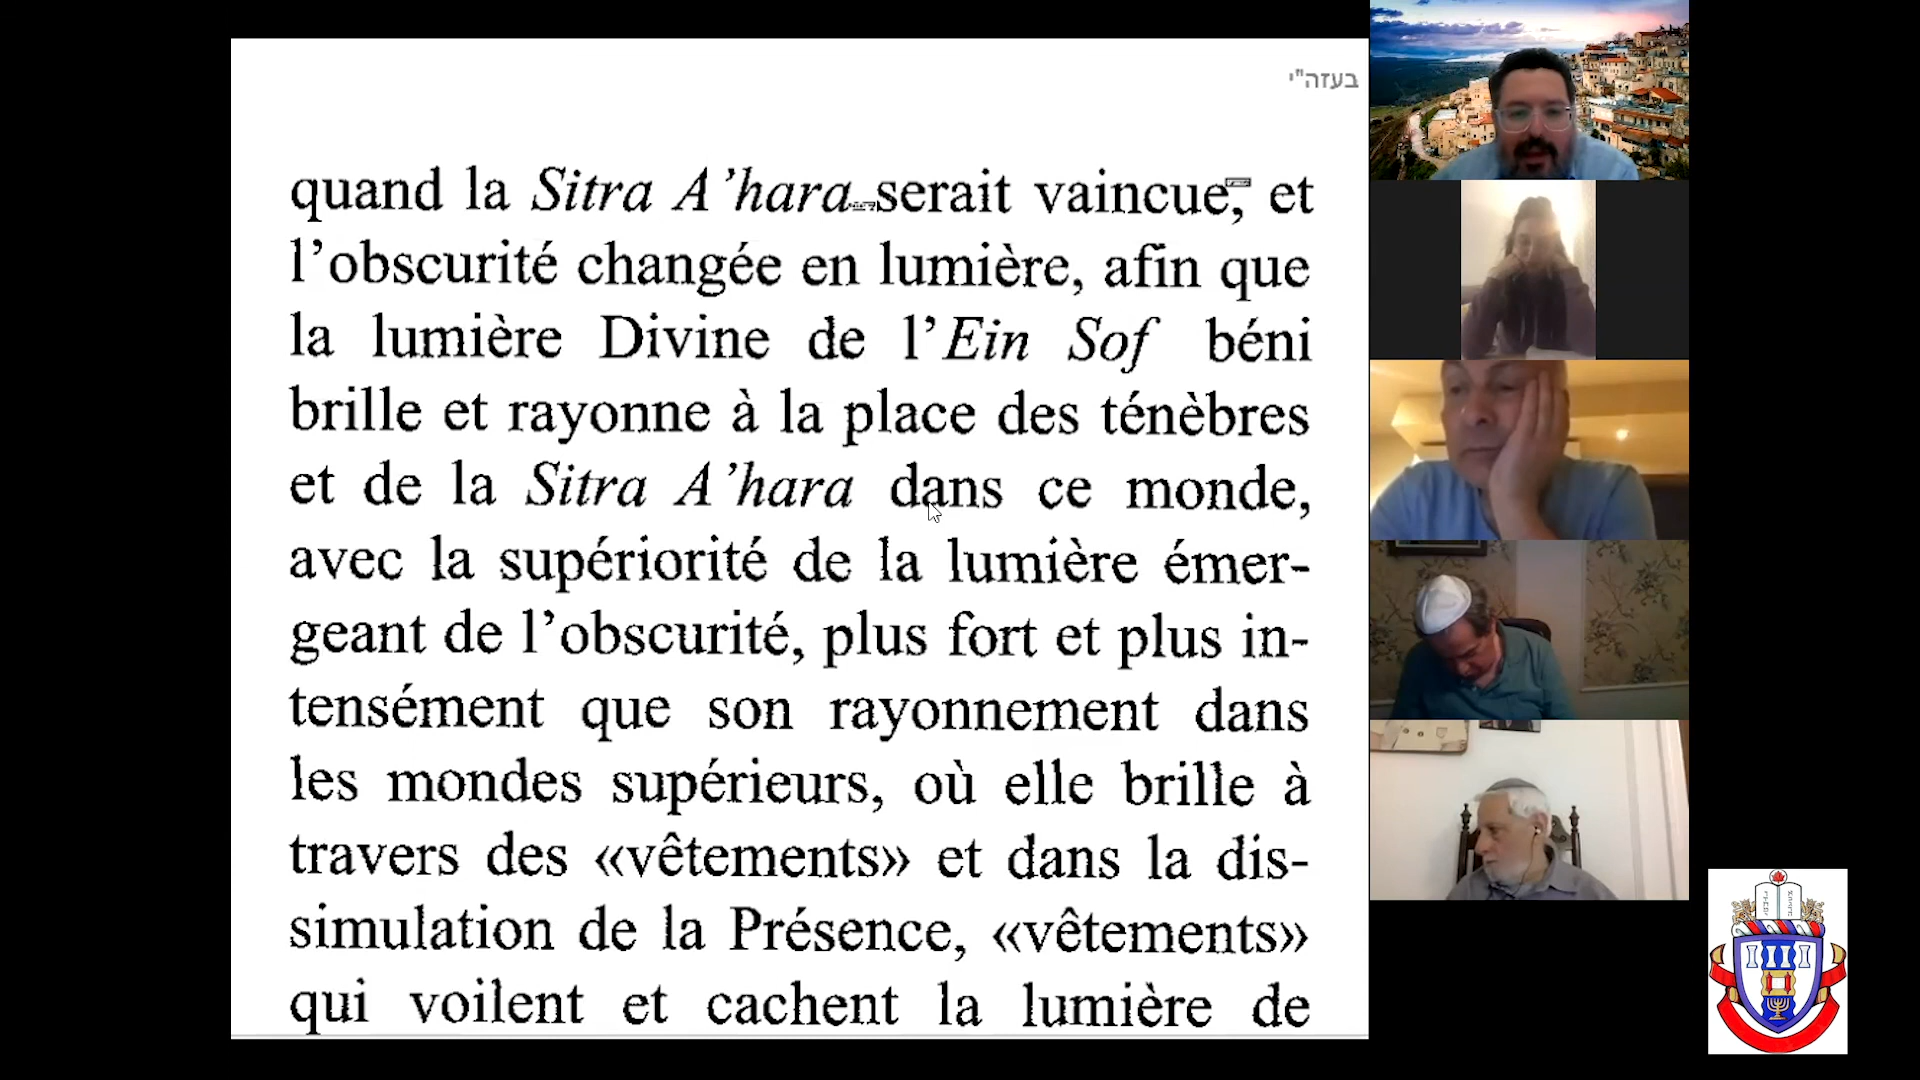 בעזה"י
quand la Sitra A’hara serait vaincue, et
l’obscurité changée en lumière, afin que
la lumière Divine de l’Ein Sof béni
brille et rayonne à la place des ténèbres
et de la Sitra A’hara dans ce monde,
avec la supériorité de la lumière émer-
geant de l’obscurité, plus fort et plus in-
tensément que son rayonnement dans
les mondes supérieurs, où elle brille à
travers des «vêtements» et dans la dis-
simulation de la Présence, «vêtements»
qui voilent et cachent la lumière de